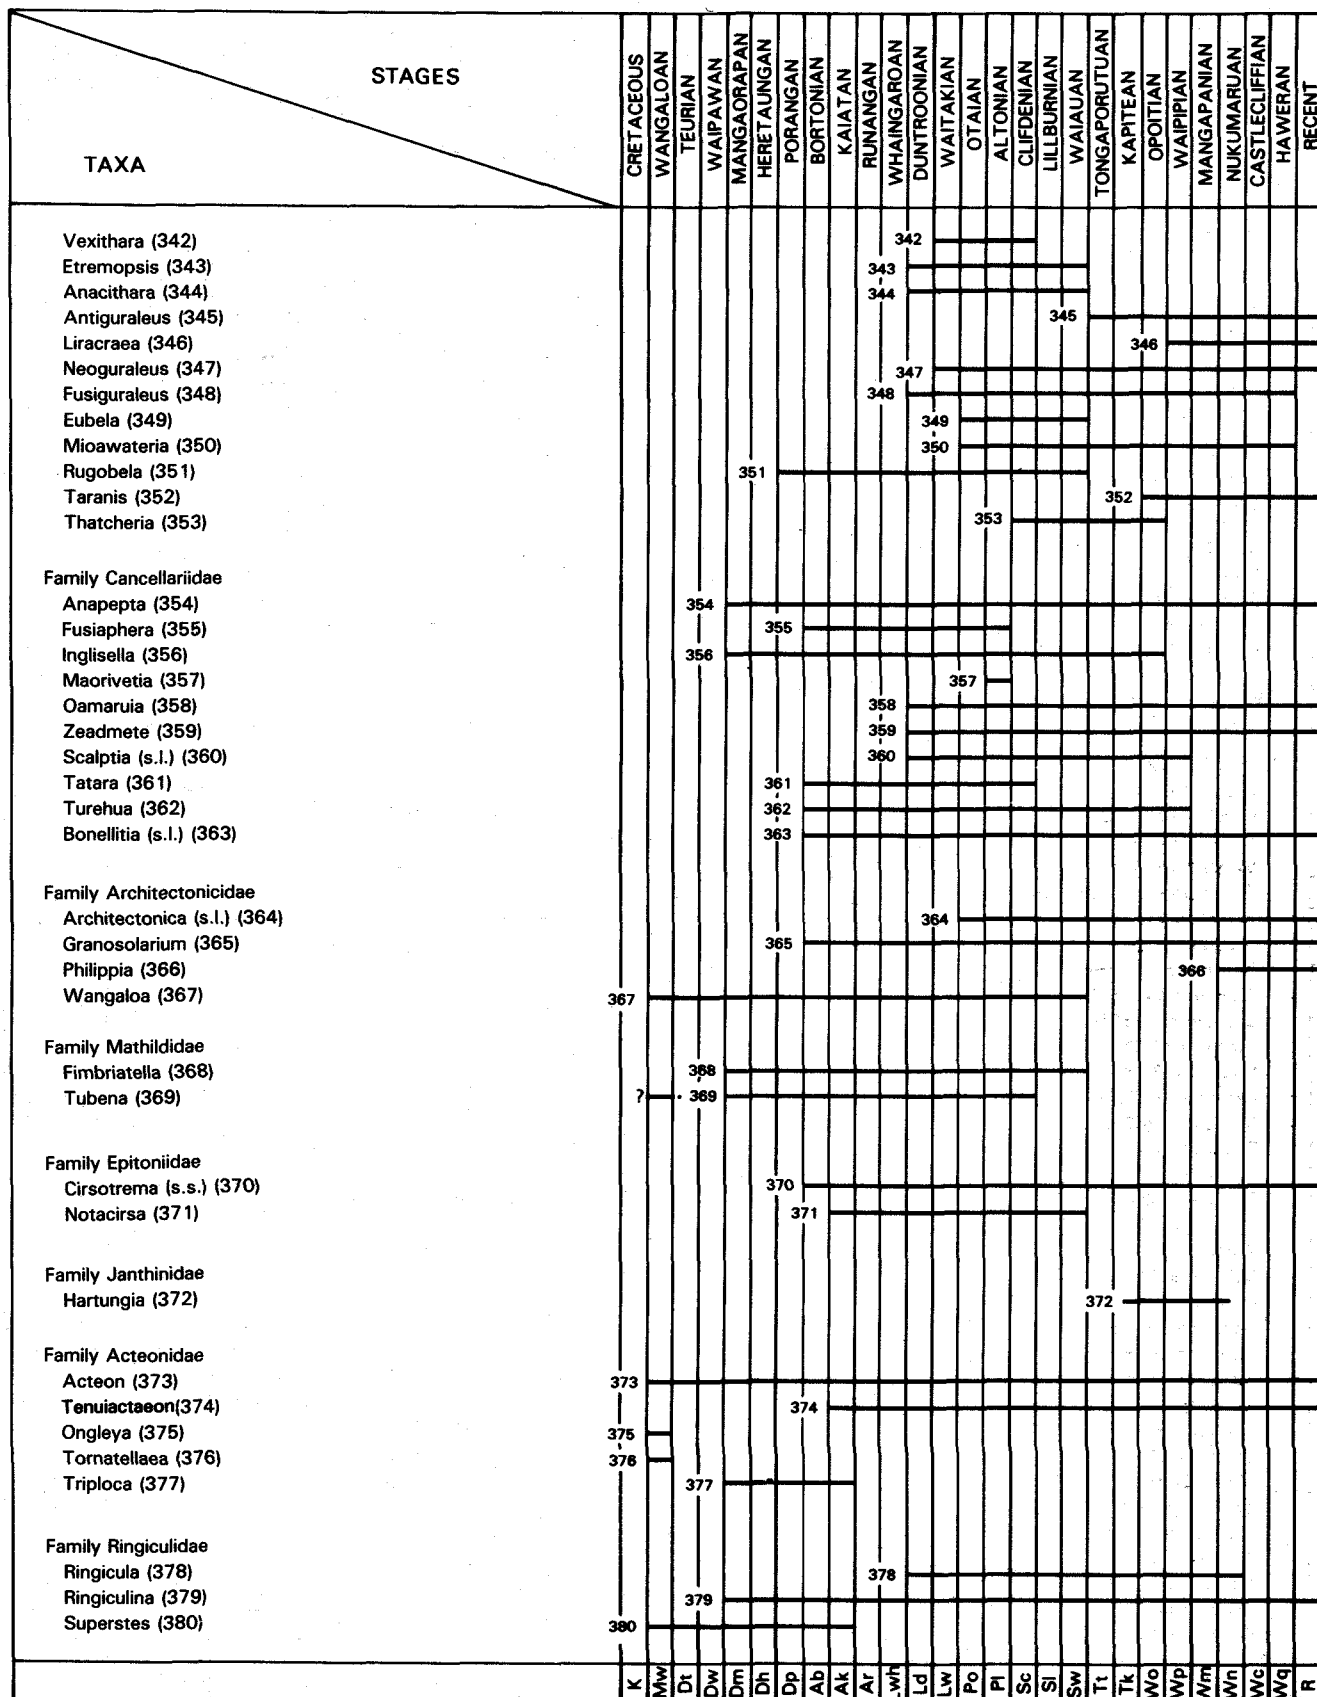 STAGES
TAXA
CRETACEOUS
WANGALOAN
TEURIAN
WAIPAWAN
MANGAORAPAN
HERETAUNGAN
PORANGAN
BORTONIAN
KAIATAN
RUNANGAN
WHAINGAROAN
DUNTROONIAN
WAITAKIAN
OTAIAN
ALTONIAN
CLIFDENIAN
LILLBURNIAN
WAIAUAN
TONGAPORUTUAN
KAPITEAN
OPOITIAN
WAIPIPIAN
MANGAPANIAN
NUKUMARUAN
CASTLECLIFFIAN
HAWERAN
RECENT
Vexithara (342) 342
Etremopsis (343) 343
Anacithara (344) 344
Antiguraleus (345) 345
Liracraea (346) 346
Neoguraleus (347) 347
Fusiguraleus (348) 348
Eubela (349) 349
Mioawateria (350) 350
Rugobela (351) 351
Taranis (352) 352
Thatcheria (353) 353
Family Cancellariidae
Anapepta (354) 354
Fusiaphera (355) 355
Inglisella (356) 356
Maorivetia (357) 357
Oamaruia (358) 358
Zeadmete (359) 359
Scalptia (s.l.) (360) 360
Tatara (361) 361
Turehua (362) 362
Bonellitia (s.l.) (363) 363
Family Architectonicidae
Architectonica (s.l.) (364) 364
Granosolarium (365) 365
Philippia (366) 366
Wangaloa (367) 367
Family Mathildidae
Fimbriatella (368) 368
Tubena (369) ? 369
Family Epitoniidae
Cirsotrema (s.s.) (370) 370
Notacirsa (371) 371
Family Janthinidae
Hartungia (372) 372
Family Acteonidae
Acteon (373) 373
Tenuiactaeon(374) 374
Ongleya (375) 375
Tornatellaea (376) 376
Triploca (377) 377
Family Ringiculidae
Ringicula (378) 378
Ringiculina (379) 379
Superstes (380) 380
K Mw Dt Dw Dm Dh Dp Ab Ak Ar Lwh Ld Lw Po Pl Sc Sl Sw Tt Tk Wo Wp Wm Wn Wc Wq R